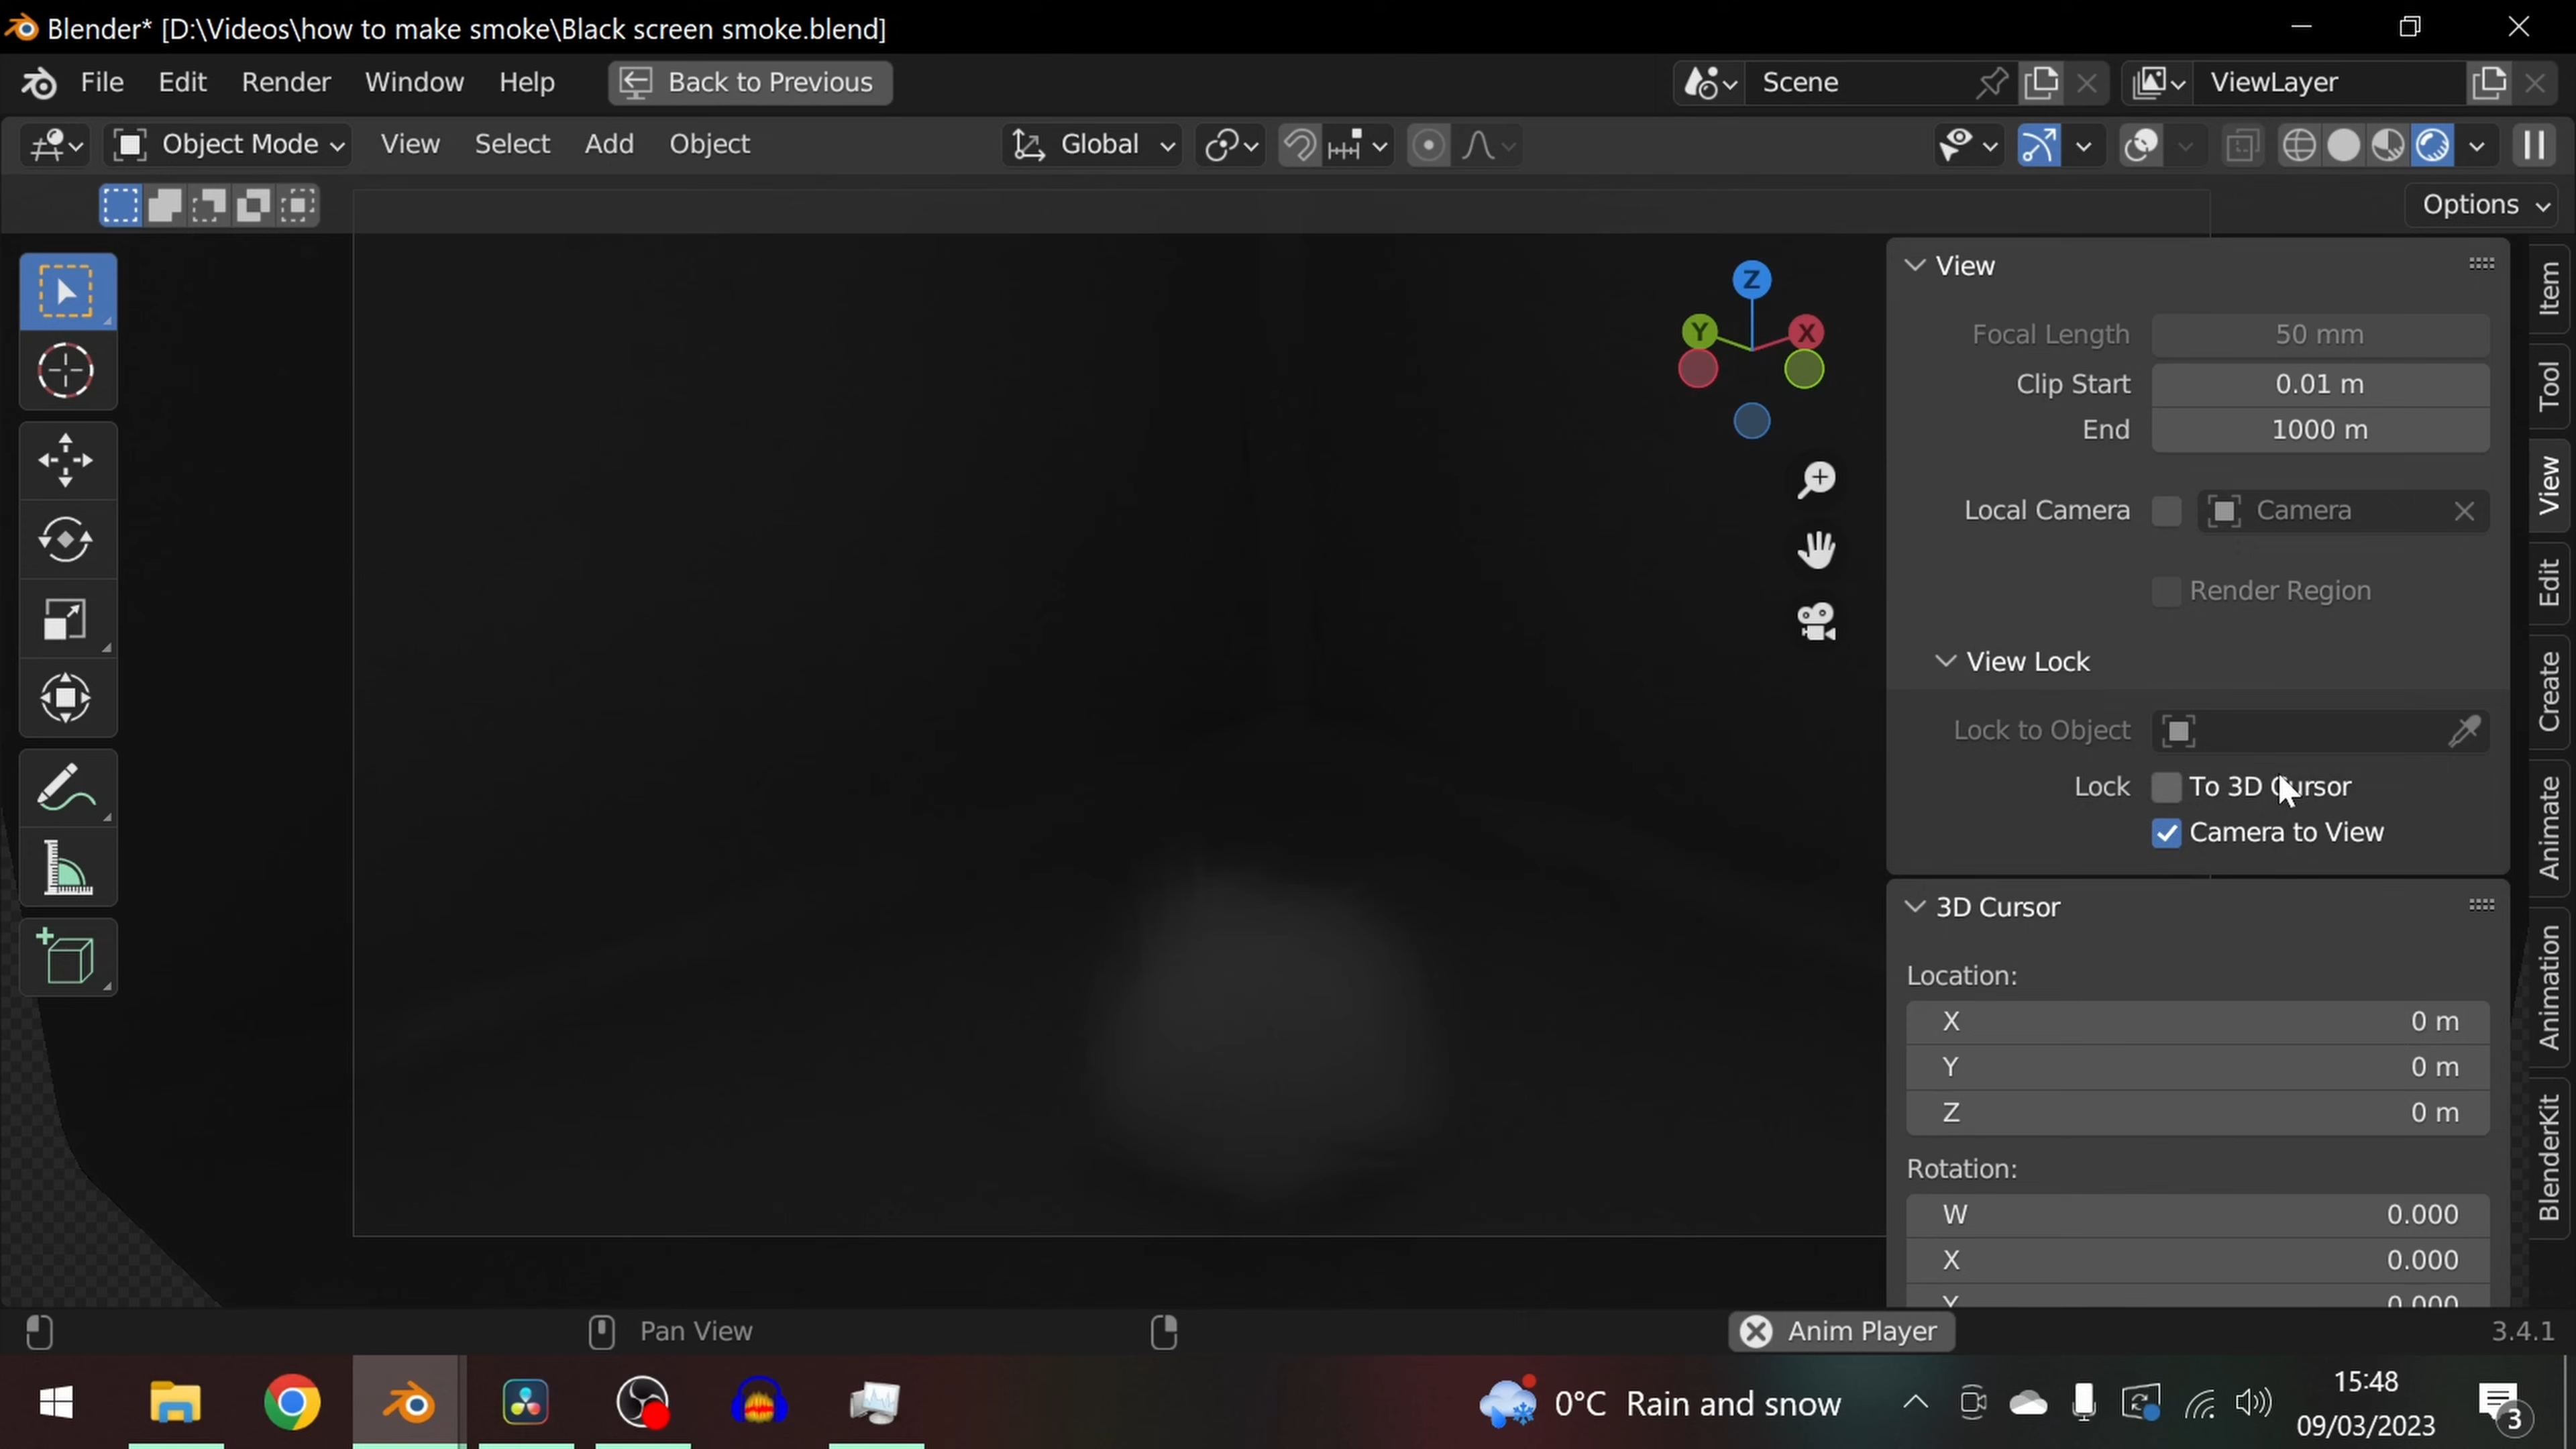 Blender* [D:\Videos\how to make smoke\Black screen smoke.blend]
File Edit Render Window Help Back to Previous Scene ViewLayer
Object Mode View Select Add Object Global
Options
View
Focal Length 50 mm
Clip Start 0.01 m
End 1000 m
Local Camera Camera
Render Region
View Lock
Lock to Object
Lock To 3D Cursor
Camera to View
3D Cursor
Location:
X 0 m
Y 0 m
Z 0 m
Rotation:
W 0.000
X 0.000
Y 0.000
Z
Y
X
Item
Tool
View
Edit
Create
Animate
Animation
BlenderKit
Pan View Anim Player 3.4.1
0°C Rain and snow
15:48
09/03/2023
3